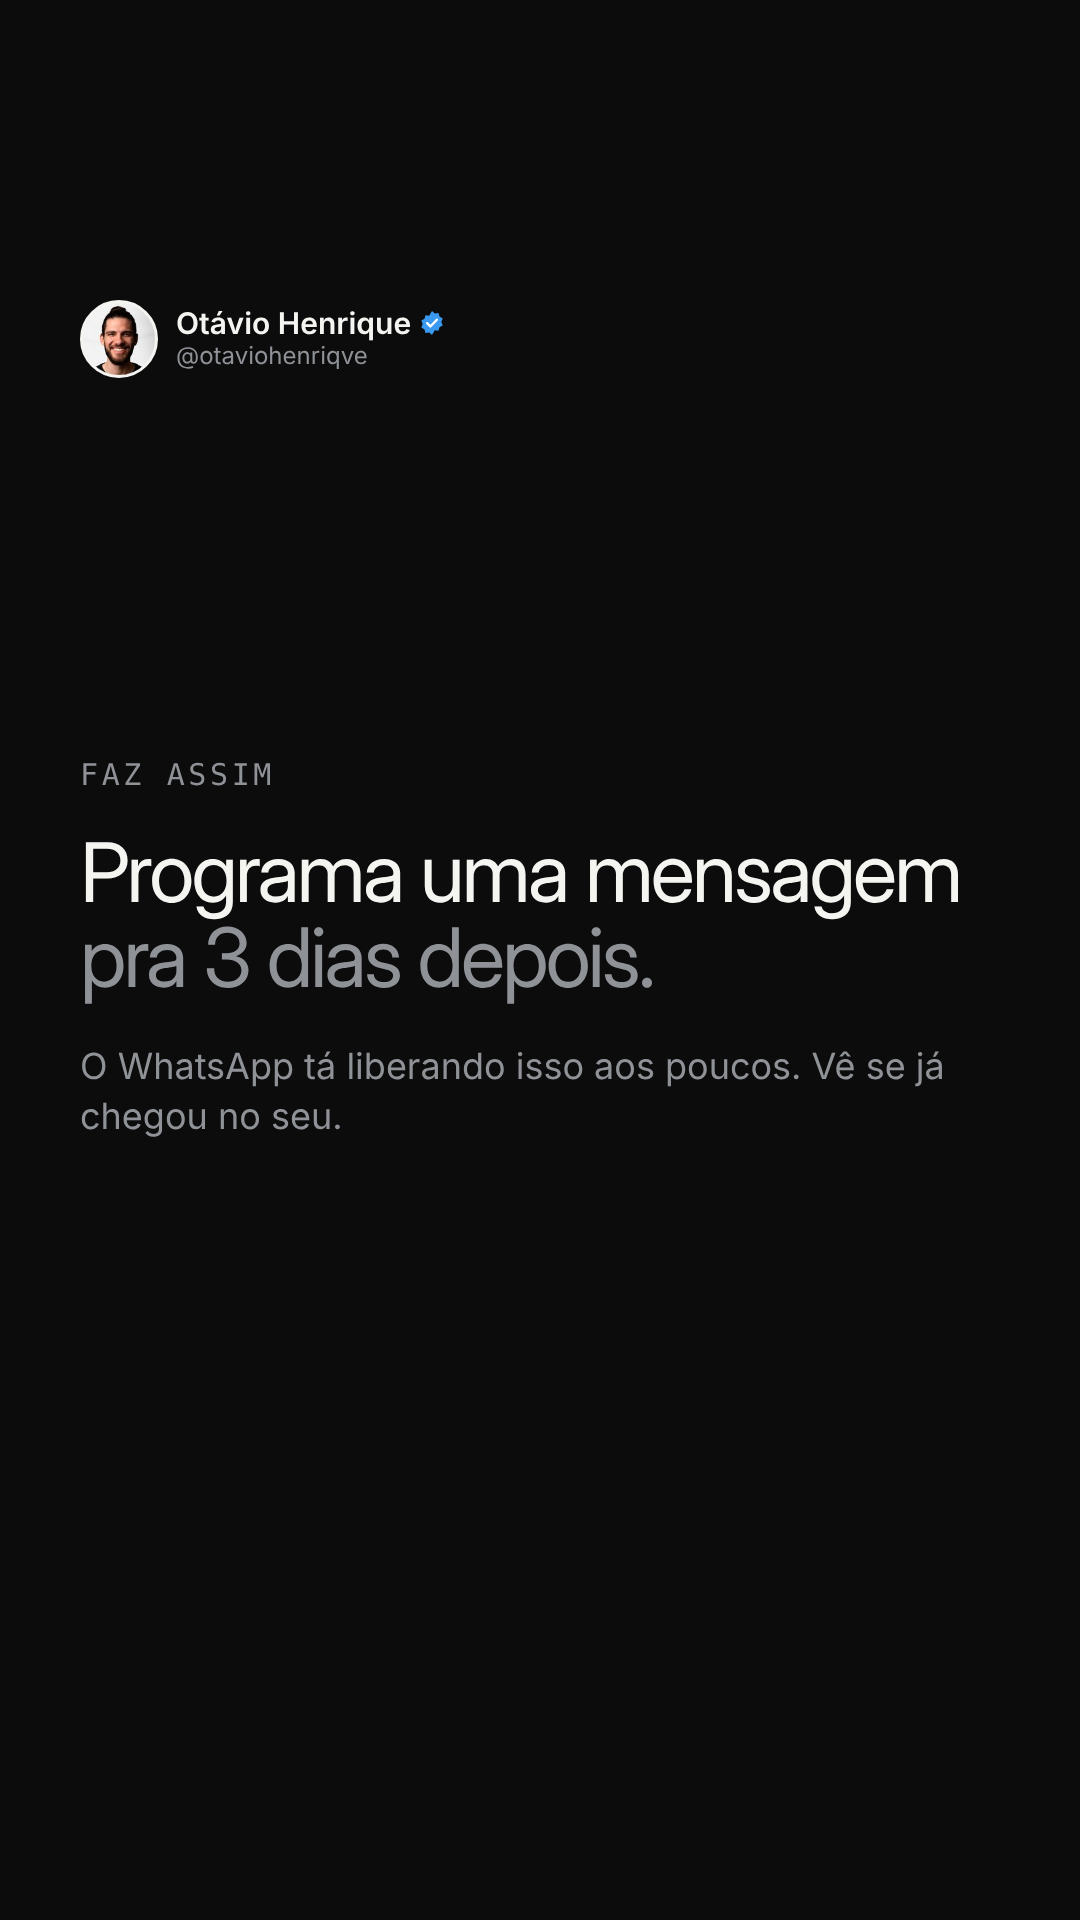 Otávio Henrique
@otaviohenriqve
FAZ ASSIM
Programa uma mensagem
pra 3 dias depois.
O WhatsApp tá liberando isso aos poucos. Vê se já
chegou no seu.